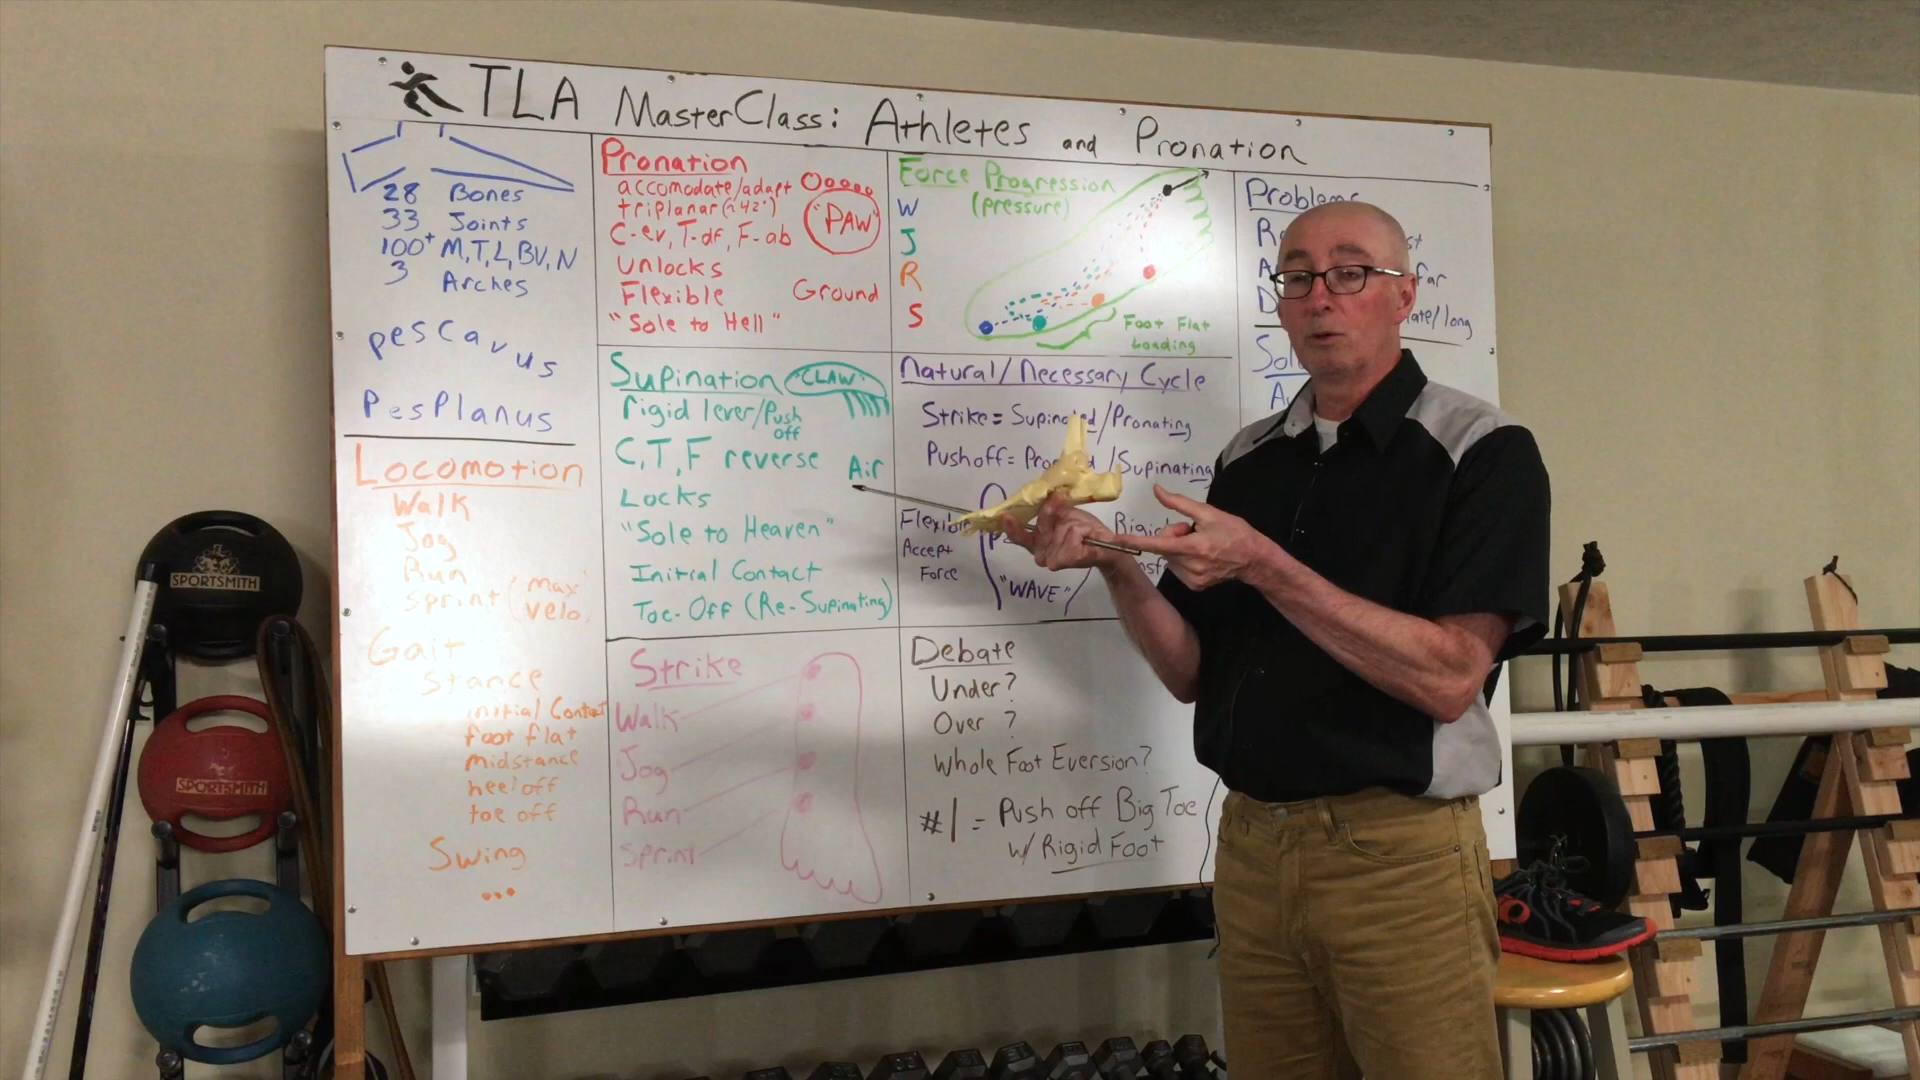 TLA MasterClass: Athletes and Pronation
28 Bones
33 Joints
100+ M,T,L,BV,N
3 Arches
pes Cavus
Pes Planus
Locomotion
Walk
Jog
Run
Sprint (max velo.
Gait
Stance
initial Contact
foot flat
midstance
heel off
toe off
Swing
...
Pronation
accomodate/adapt
triplanar
"PAW"
C-ev, T-df, F-ab
Unlocks
Flexible
Ground
"Sole to Hell"
Supination
"CLAW"
rigid lever/Push off
C,T,F reverse
Air
Locks
"Sole to Heaven"
Initial Contact
Toe-Off (Re-Supinating)
Strike
Walk
Jog
Run
Sprint
Force Progression
(pressure)
W
J
R
S
Foot Flat
Loading
Natural/Necessary Cycle
Strike = /Pronating
Pushoff = /Supinating
Flexible
Accept
Force
"WAVE"
Debate
Under?
Over?
Whole Foot Eversion?
#1 = Push off Big Toe
w/ Rigid Foot
Problems
SPORTSMITH
SPORTSMITH